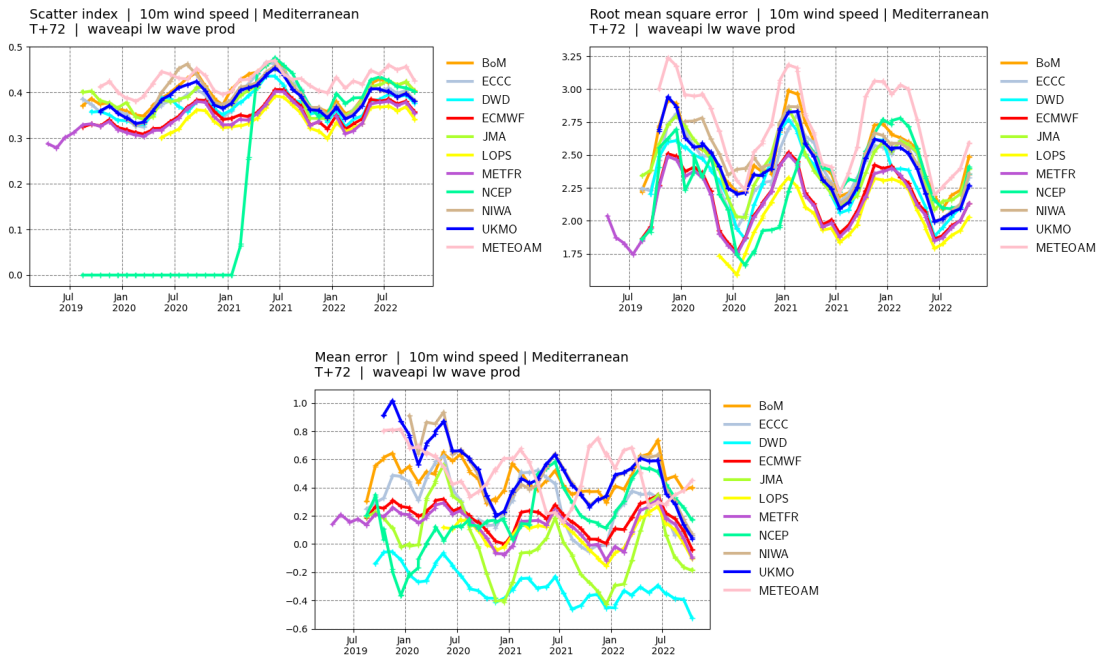 Scatter index | 10m wind speed | Mediterranean
T+72 | waveapi lw wave prod
0.5
0.4
0.3
0.2
0.1
0.0
Jul 2019
Jan 2020
Jul 2020
Jan 2021
Jul 2021
Jan 2022
Jul 2022
BoM
ECCC
DWD
ECMWF
JMA
LOPS
METFR
NCEP
NIWA
UKMO
METEOAM
Root mean square error | 10m wind speed | Mediterranean
T+72 | waveapi lw wave prod
3.25
3.00
2.75
2.50
2.25
2.00
1.75
Jul 2019
Jan 2020
Jul 2020
Jan 2021
Jul 2021
Jan 2022
Jul 2022
BoM
ECCC
DWD
ECMWF
JMA
LOPS
METFR
NCEP
NIWA
UKMO
METEOAM
Mean error | 10m wind speed | Mediterranean
T+72 | waveapi lw wave prod
1.0
0.8
0.6
0.4
0.2
0.0
−0.2
−0.4
−0.6
Jul 2019
Jan 2020
Jul 2020
Jan 2021
Jul 2021
Jan 2022
Jul 2022
BoM
ECCC
DWD
ECMWF
JMA
LOPS
METFR
NCEP
NIWA
UKMO
METEOAM